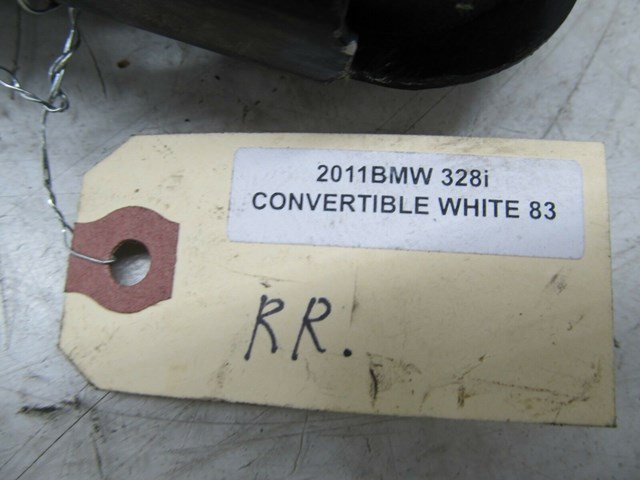 2011BMW 328i
CONVERTIBLE WHITE 83
RR.